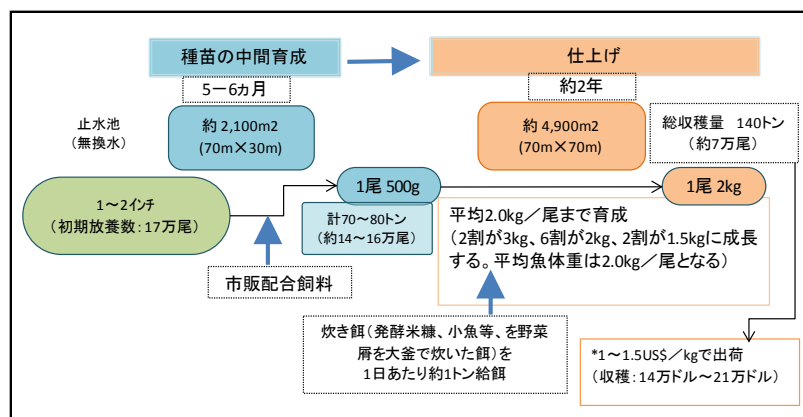 種苗の中間育成
仕上げ
5－6ヵ月
約2年
止水池
（無換水）
約 2,100m2
（70m×30m）
約 4,900m2
（70m×70m）
総収穫量　140トン
（約7万尾）
1～2インチ
（初期放養数：17万尾）
1尾 500g
1尾 2kg
計70～80トン
（約14～16万尾）
平均2.0kg／尾まで育成
（2割が3kg、6割が2kg、2割が1.5kgに成長
する。平均魚体重は2.0kg／尾となる）
市販配合飼料
炊き餌（発酵米糠、小魚等、を野菜
屑を大釜で炊いた餌）を
1日あたり約1トン給餌
*1～1.5US$／kgで出荷
（収穫：14万ドル～21万ドル）